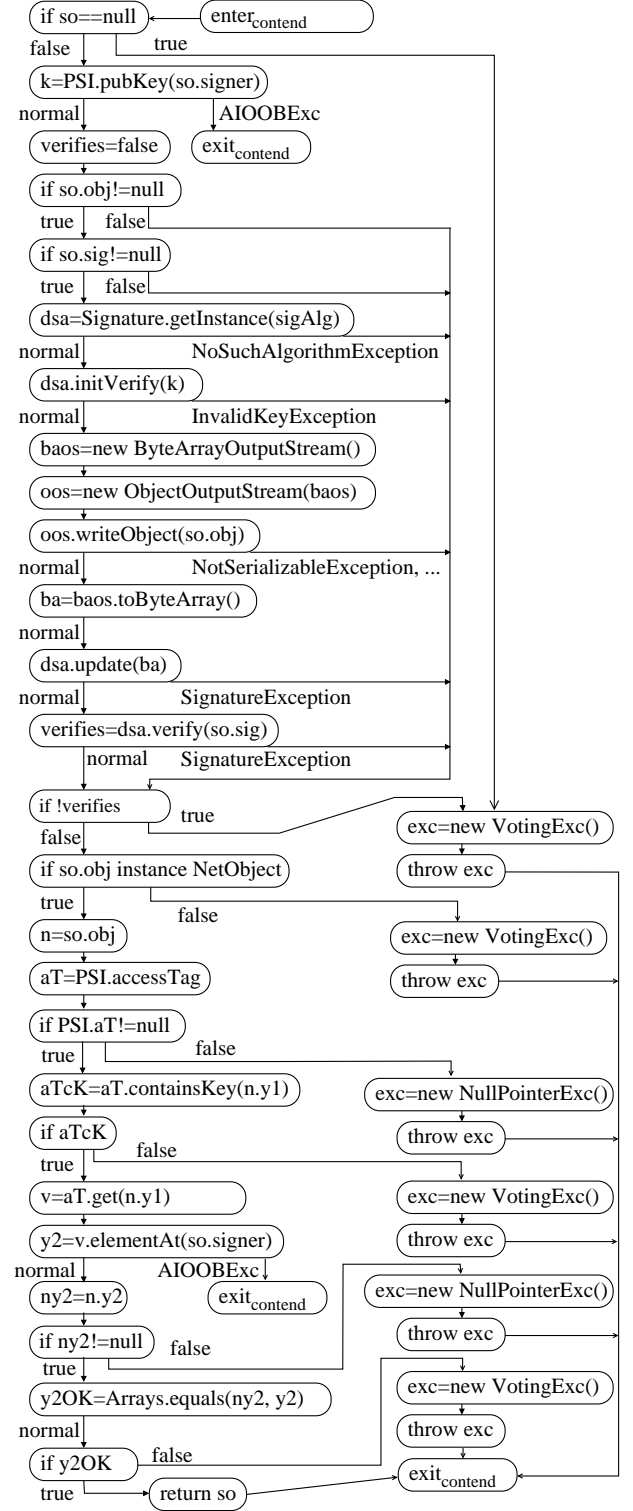 if so==null
enter_contend
false
true
k=PSI.pubKey(so.signer)
normal
AIOOBExc
verifies=false
exit_contend
if so.obj!=null
true
false
if so.sig!=null
true
false
dsa=Signature.getInstance(sigAlg)
normal
NoSuchAlgorithmException
dsa.initVerify(k)
normal
InvalidKeyException
baos=new ByteArrayOutputStream()
oos=new ObjectOutputStream(baos)
oos.writeObject(so.obj)
normal
NotSerializableException, ...
ba=baos.toByteArray()
normal
dsa.update(ba)
normal
SignatureException
verifies=dsa.verify(so.sig)
normal
SignatureException
if !verifies
true
exc=new VotingExc()
false
throw exc
if so.obj instance NetObject
true
false
n=so.obj
exc=new VotingExc()
aT=PSI.accessTag
throw exc
if PSI.aT!=null
true
false
aTcK=aT.containsKey(n.y1)
exc=new NullPointerExc()
if aTcK
throw exc
true
false
v=aT.get(n.y1)
exc=new VotingExc()
y2=v.elementAt(so.signer)
throw exc
normal
AIOOBExc
ny2=n.y2
exit_contend
exc=new NullPointerExc()
if ny2!=null
false
throw exc
true
y2OK=Arrays.equals(ny2, y2)
exc=new VotingExc()
normal
throw exc
if y2OK
false
exit_contend
true
return so